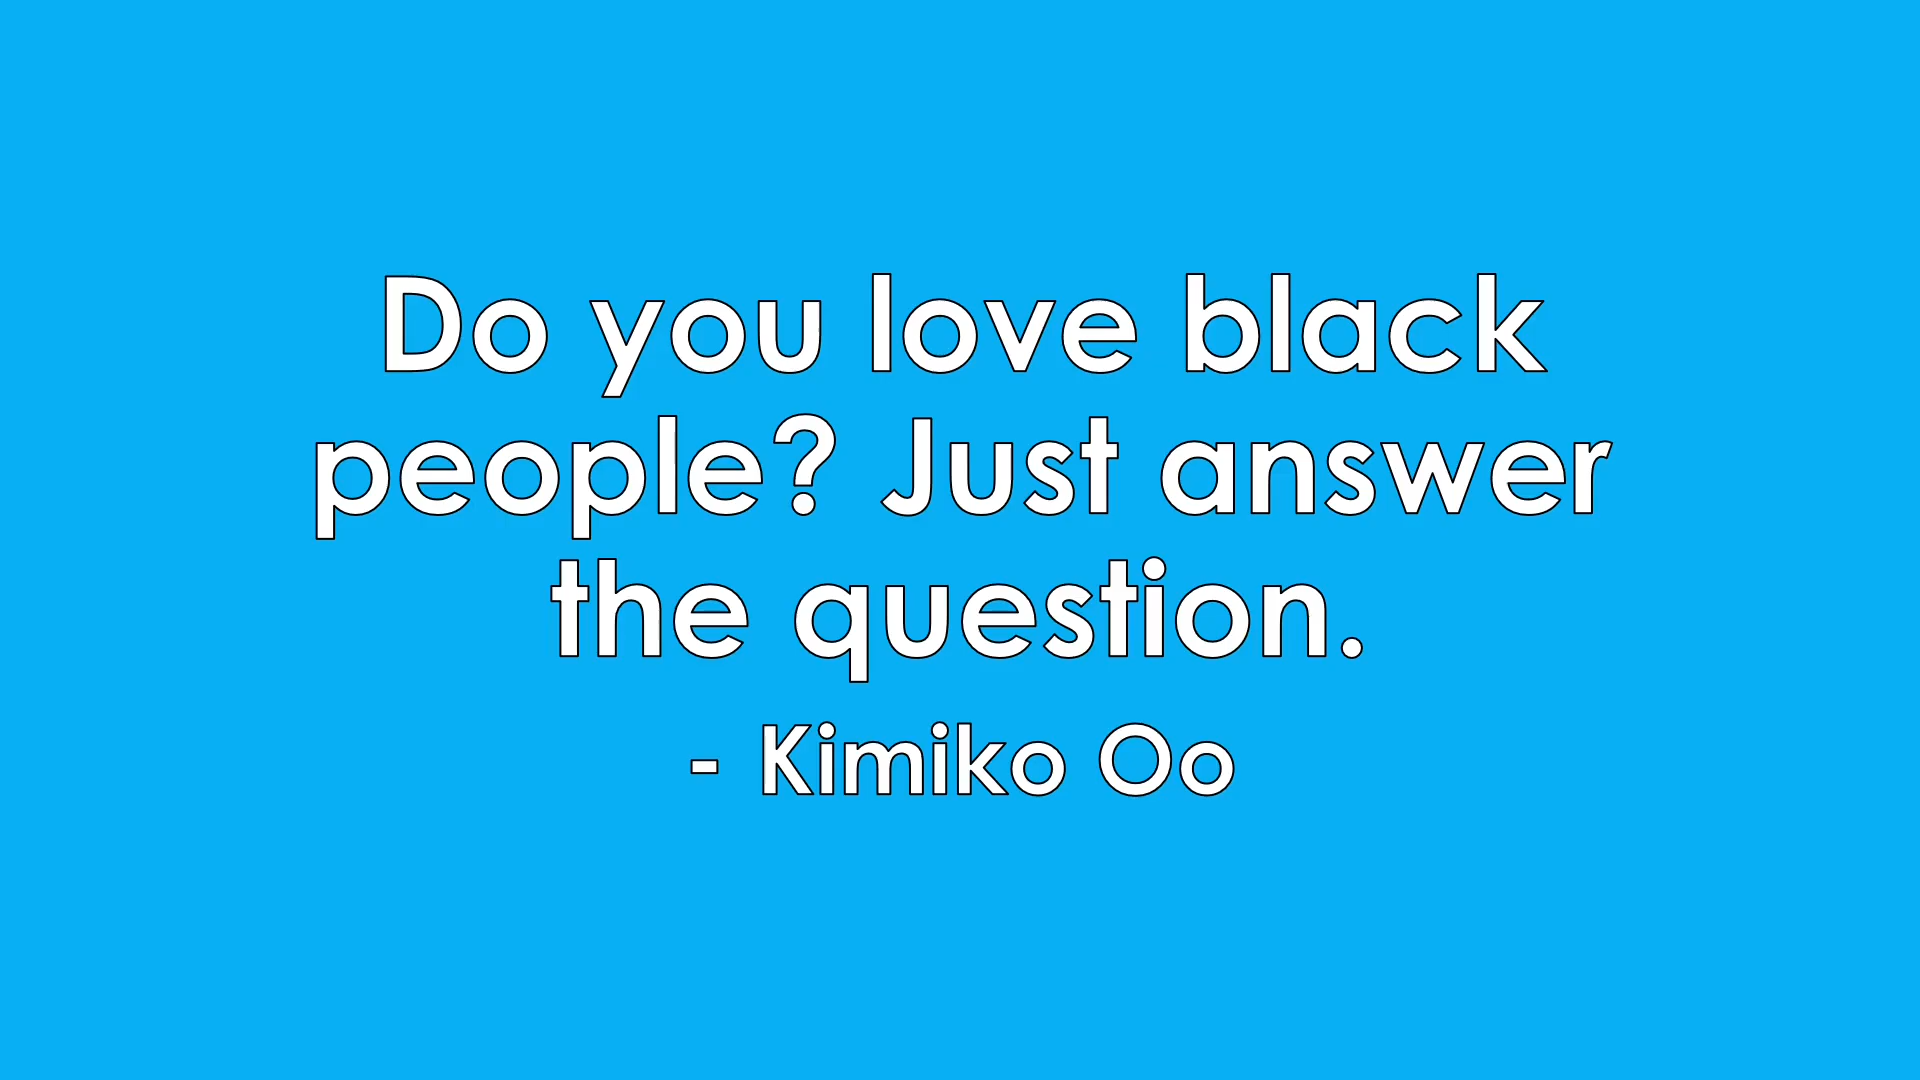 Do you love black
people? Just answer
the question.
- Kimiko Oo